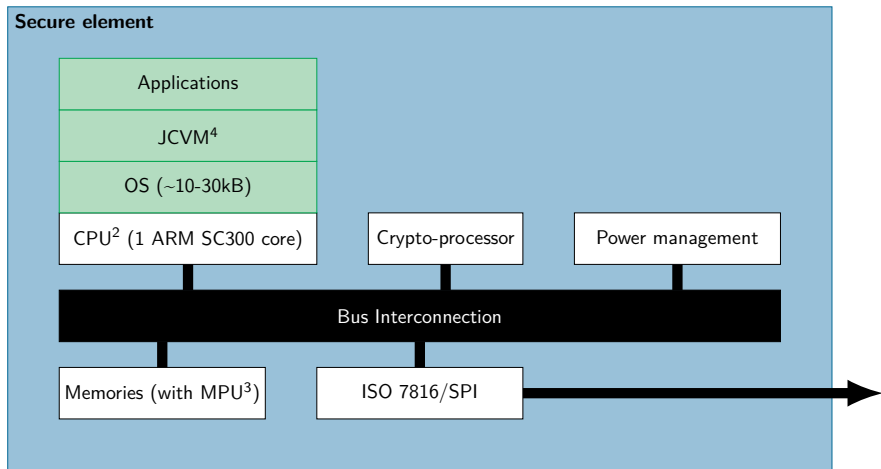 Secure element
Applications
JCVM⁴
OS (~10-30kB)
CPU² (1 ARM SC300 core)
Crypto-processor
Power management
Bus Interconnection
Memories (with MPU³)
ISO 7816/SPI